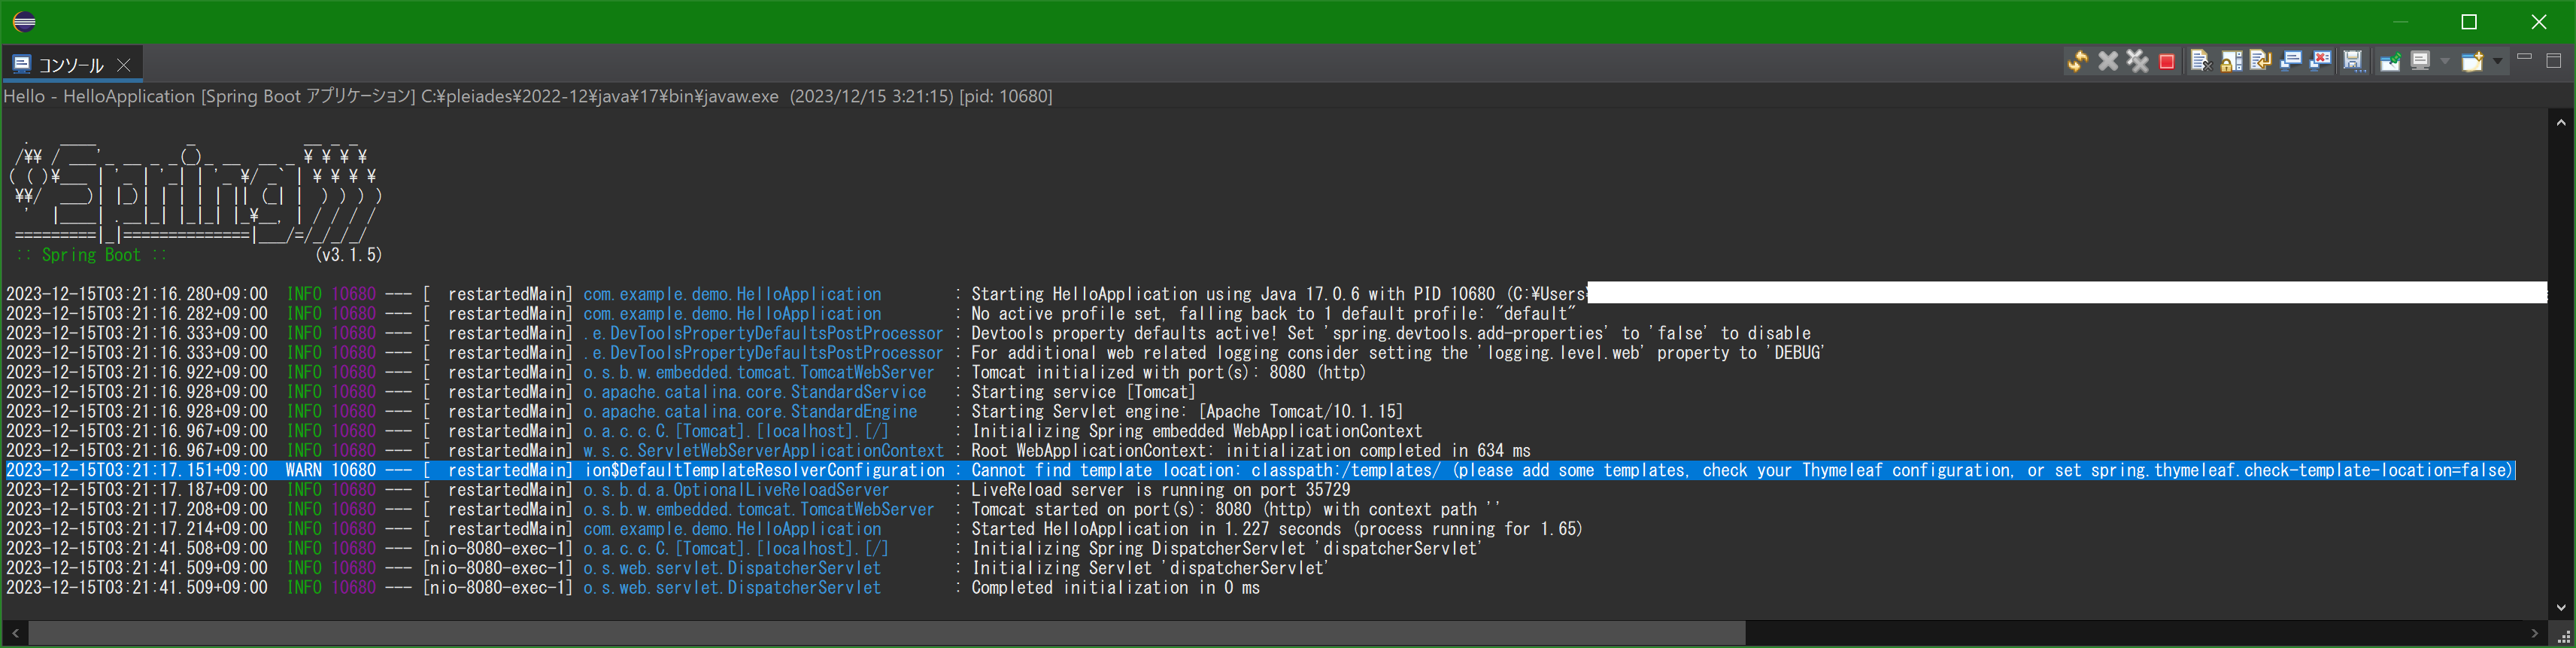 コンソール
Hello - HelloApplication [Spring Boot アプリケーション] C:¥pleiades¥2022-12¥java¥17¥bin¥javaw.exe  (2023/12/15 3:21:15) [pid: 10680]
  .   ____          _            __ _ _
 /¥¥ / ___'_ __ _ _(_)_ __  __ _ ¥ ¥ ¥ ¥
( ( )¥___ | '_ | '_| | '_ ¥/ _` | ¥ ¥ ¥ ¥
 ¥¥/  ___)| |_)| | | | | || (_| |  ) ) ) )
  '  |____| .__|_| |_|_| |_¥__, | / / / /
 =========|_|==============|___/=/_/_/_/
 :: Spring Boot ::                (v3.1.5)
2023-12-15T03:21:16.280+09:00  INFO 10680 --- [  restartedMain] com.example.demo.HelloApplication        : Starting HelloApplication using Java 17.0.6 with PID 10680 (C:¥Users
2023-12-15T03:21:16.282+09:00  INFO 10680 --- [  restartedMain] com.example.demo.HelloApplication        : No active profile set, falling back to 1 default profile: "default"
2023-12-15T03:21:16.333+09:00  INFO 10680 --- [  restartedMain] .e.DevToolsPropertyDefaultsPostProcessor : Devtools property defaults active! Set 'spring.devtools.add-properties' to 'false' to disable
2023-12-15T03:21:16.333+09:00  INFO 10680 --- [  restartedMain] .e.DevToolsPropertyDefaultsPostProcessor : For additional web related logging consider setting the 'logging.level.web' property to 'DEBUG'
2023-12-15T03:21:16.922+09:00  INFO 10680 --- [  restartedMain] o.s.b.w.embedded.tomcat.TomcatWebServer  : Tomcat initialized with port(s): 8080 (http)
2023-12-15T03:21:16.928+09:00  INFO 10680 --- [  restartedMain] o.apache.catalina.core.StandardService   : Starting service [Tomcat]
2023-12-15T03:21:16.928+09:00  INFO 10680 --- [  restartedMain] o.apache.catalina.core.StandardEngine    : Starting Servlet engine: [Apache Tomcat/10.1.15]
2023-12-15T03:21:16.967+09:00  INFO 10680 --- [  restartedMain] o.a.c.c.C.[Tomcat].[localhost].[/]       : Initializing Spring embedded WebApplicationContext
2023-12-15T03:21:16.967+09:00  INFO 10680 --- [  restartedMain] w.s.c.ServletWebServerApplicationContext : Root WebApplicationContext: initialization completed in 634 ms
2023-12-15T03:21:17.151+09:00  WARN 10680 --- [  restartedMain] ion$DefaultTemplateResolverConfiguration : Cannot find template location: classpath:/templates/ (please add some templates, check your Thymeleaf configuration, or set spring.thymeleaf.check-template-location=false)
2023-12-15T03:21:17.187+09:00  INFO 10680 --- [  restartedMain] o.s.b.d.a.OptionalLiveReloadServer       : LiveReload server is running on port 35729
2023-12-15T03:21:17.208+09:00  INFO 10680 --- [  restartedMain] o.s.b.w.embedded.tomcat.TomcatWebServer  : Tomcat started on port(s): 8080 (http) with context path ''
2023-12-15T03:21:17.214+09:00  INFO 10680 --- [  restartedMain] com.example.demo.HelloApplication        : Started HelloApplication in 1.227 seconds (process running for 1.65)
2023-12-15T03:21:41.508+09:00  INFO 10680 --- [nio-8080-exec-1] o.a.c.c.C.[Tomcat].[localhost].[/]       : Initializing Spring DispatcherServlet 'dispatcherServlet'
2023-12-15T03:21:41.509+09:00  INFO 10680 --- [nio-8080-exec-1] o.s.web.servlet.DispatcherServlet        : Initializing Servlet 'dispatcherServlet'
2023-12-15T03:21:41.509+09:00  INFO 10680 --- [nio-8080-exec-1] o.s.web.servlet.DispatcherServlet        : Completed initialization in 0 ms